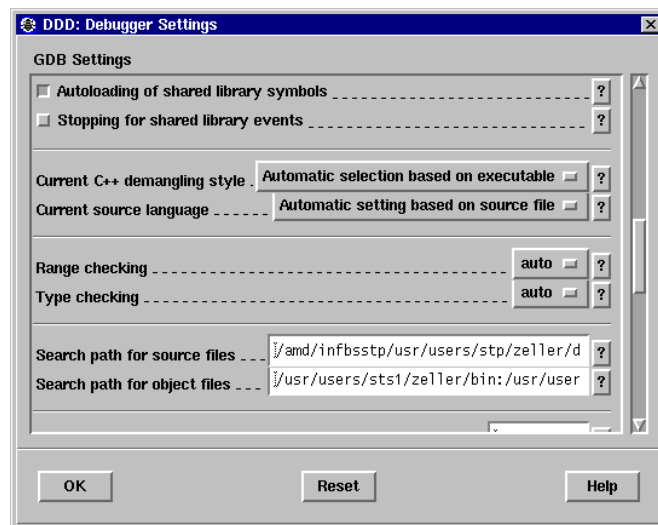 DDD: Debugger Settings
GDB Settings
Autoloading of shared library symbols ?
Stopping for shared library events ?
Current C++ demangling style . Automatic selection based on executable ?
Current source language Automatic setting based on source file ?
Range checking auto ?
Type checking auto ?
Search path for source files /amd/infbsstp/usr/users/stp/zeller/d ?
Search path for object files /usr/users/sts1/zeller/bin:/usr/user ?
OK Reset Help